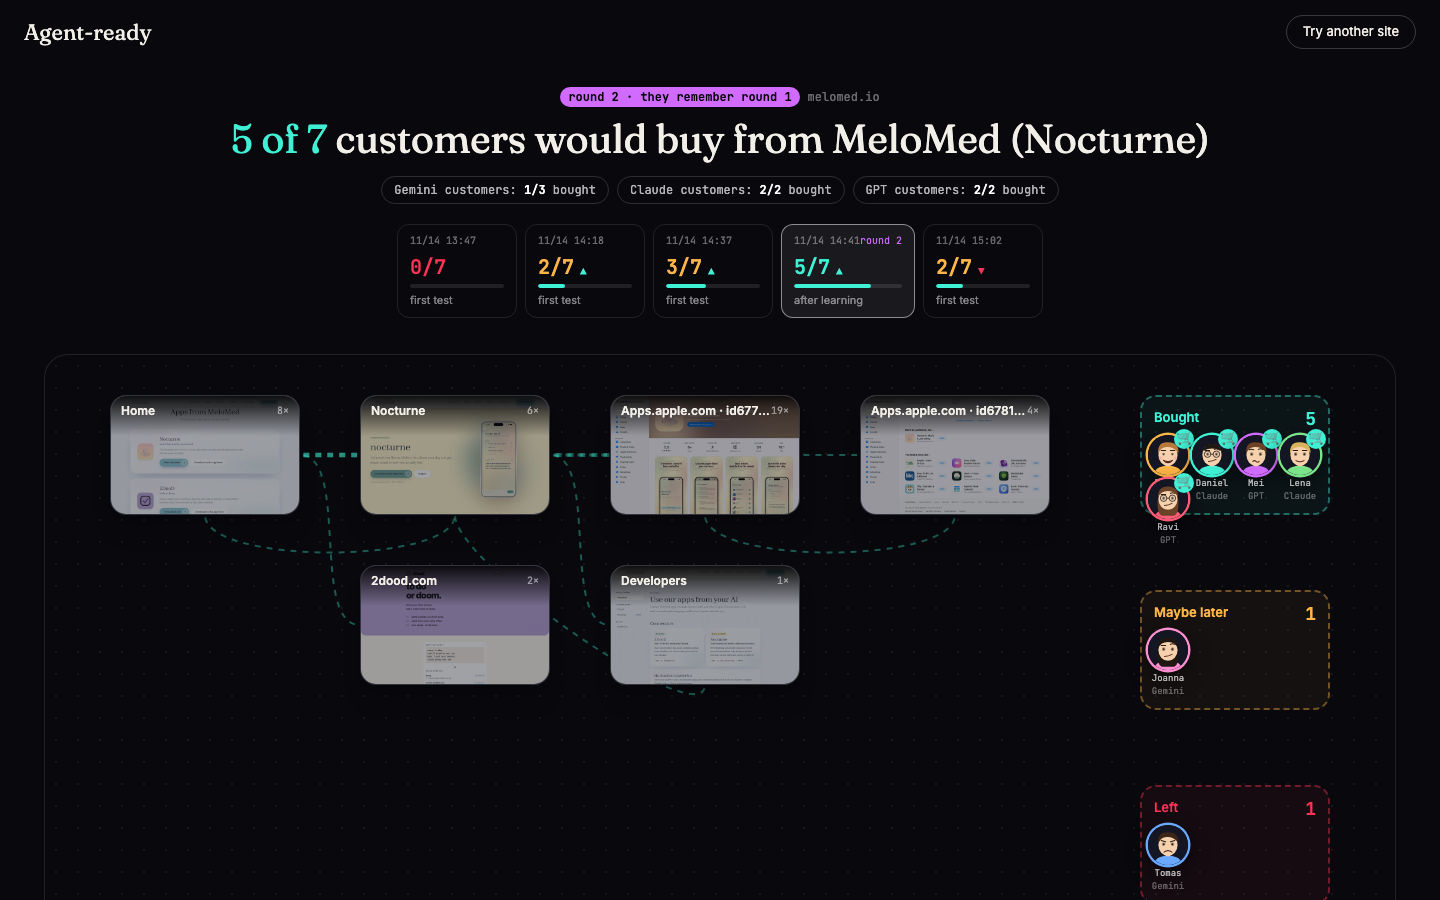 Agent-ready
Try another site
round 2 · they remember round 1 melomed.io
5 of 7 customers would buy from MeloMed (Nocturne)
Gemini customers: 1/3 bought
Claude customers: 2/2 bought
GPT customers: 2/2 bought
11/14 13:47
0/7
first test
11/14 14:18
2/7 ▲
first test
11/14 14:37
3/7 ▲
first test
11/14 14:41 round 2
5/7 ▲
after learning
11/14 15:02
2/7 ▼
first test
Home 8×
Apps from MeloMed
Nocturne
Nocturne 6×
nocturne
Apps.apple.com · id677... 19×
Apps.apple.com · id6781... 4×
2dood.com 2×
or doom.
Developers 1×
Use our apps from your AI
Bought 5
Daniel
Claude
Mei
GPT
Lena
Claude
Ravi
GPT
Maybe later 1
Joanna
Gemini
Left 1
Tomas
Gemini